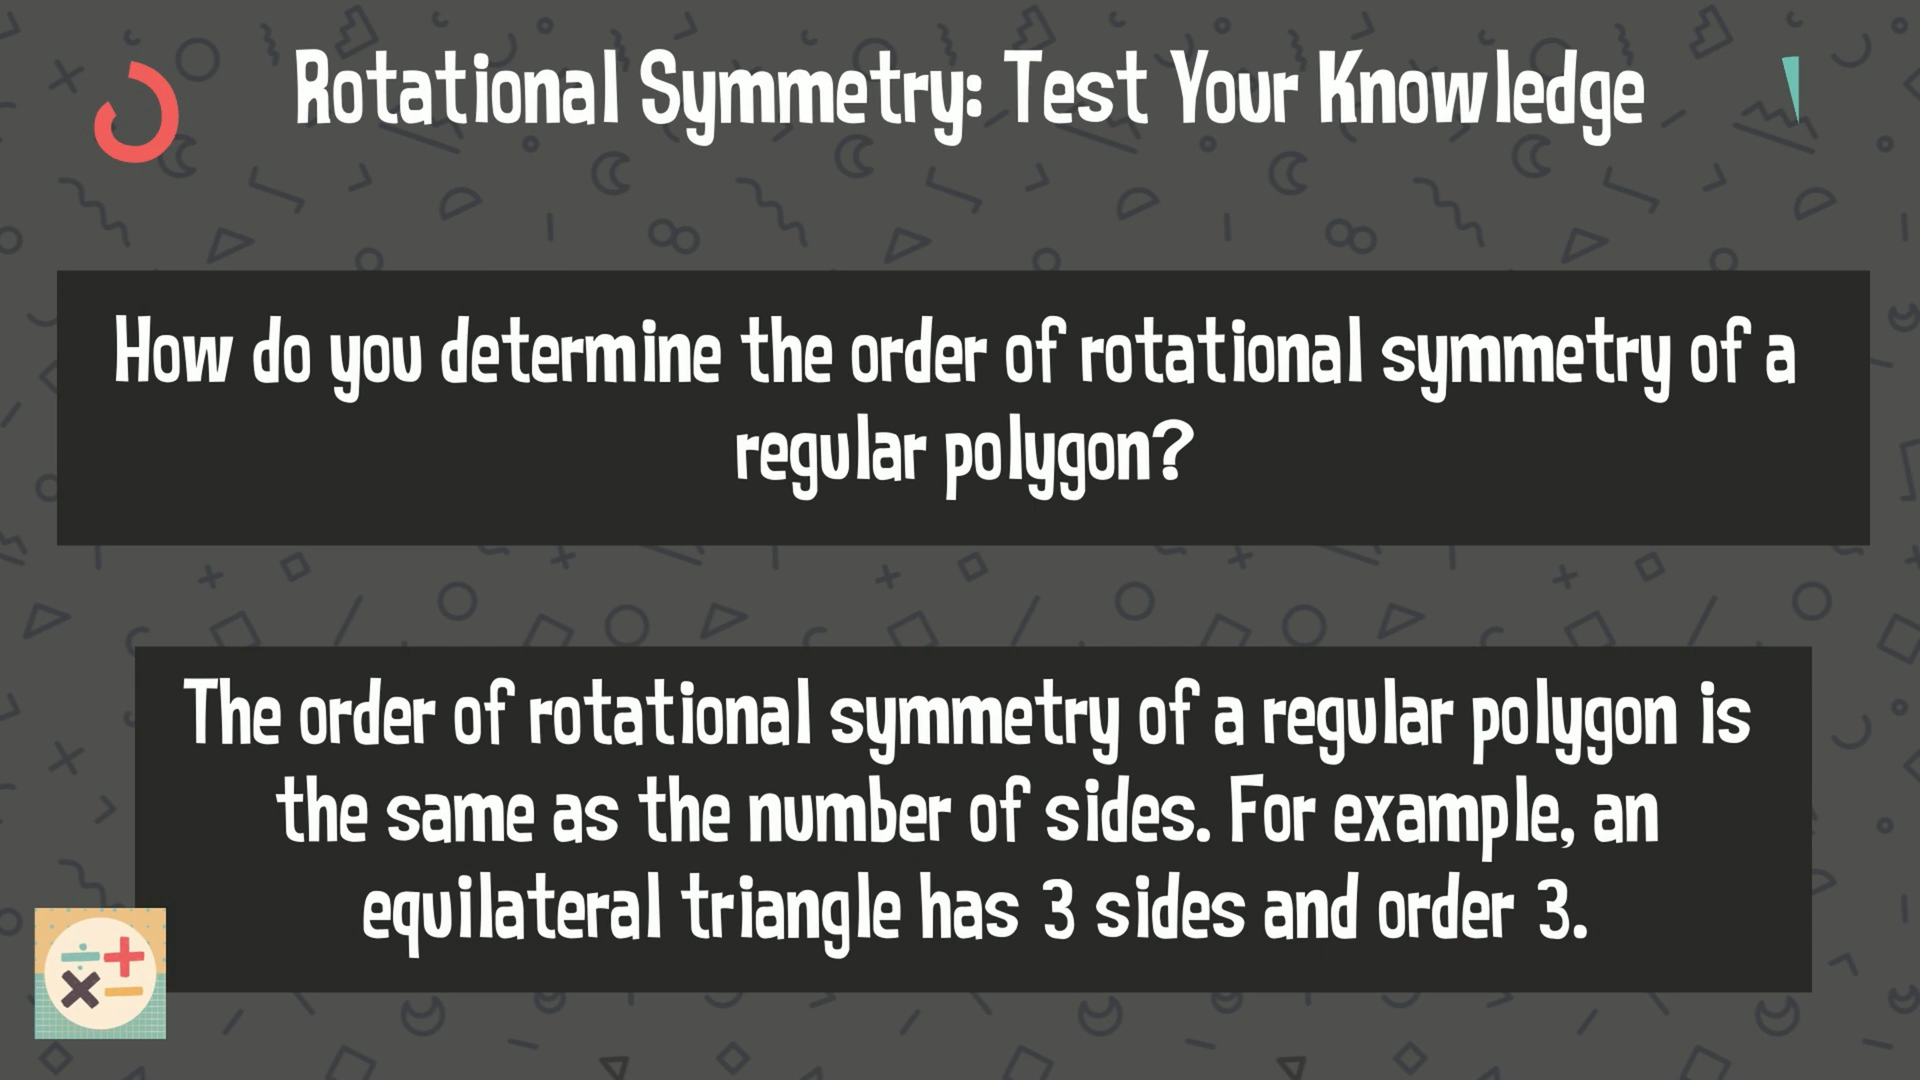 Rotational Symmetry: Test Your Knowledge
How do you determine the order of rotational symmetry of a
regular polygon?
The order of rotational symmetry of a regular polygon is
the same as the number of sides. For example, an
equilateral triangle has 3 sides and order 3.